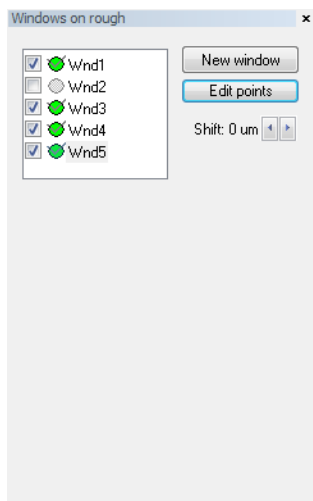 Windows on rough
Wnd1
Wnd2
Wnd3
Wnd4
Wnd5
New window
Edit points
Shift: 0 um